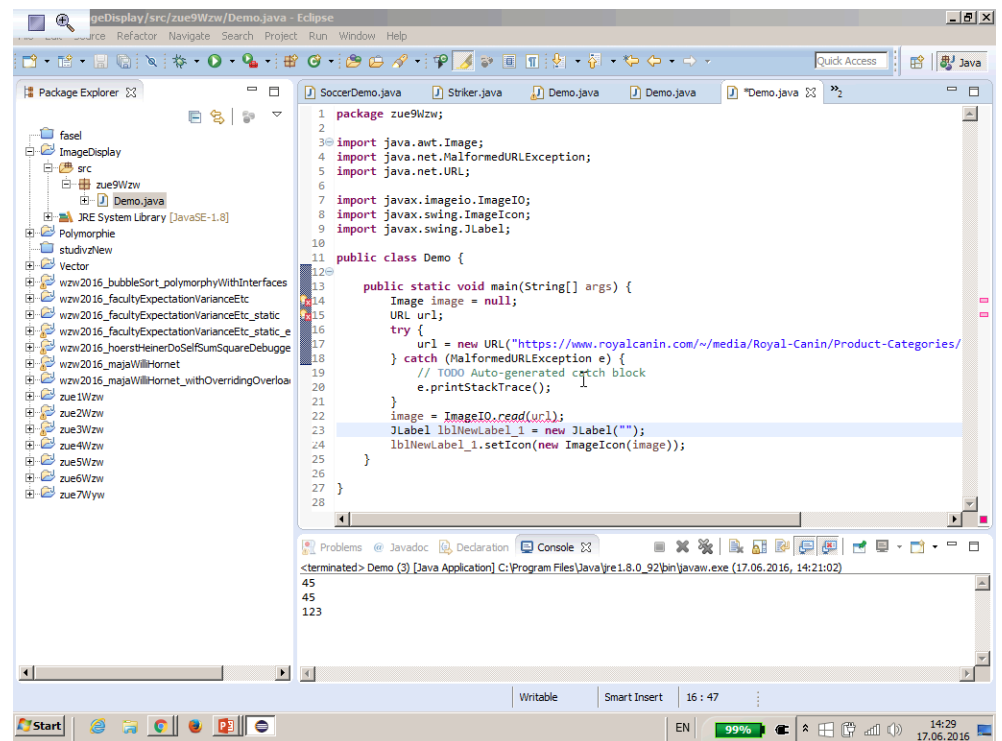 geDisplay/src/zue9Wzw/Demo.java - Eclipse
Source Refactor Navigate Search Project Run Window Help
Quick Access
Java
Package Explorer
fasel
ImageDisplay
src
zue9Wzw
Demo.java
JRE System Library [JavaSE-1.8]
Polymorphie
studivzNew
Vector
wzw2016_bubbleSort_polymorphyWithInterfaces
wzw2016_facultyExpectationVarianceEtc
wzw2016_facultyExpectationVarianceEtc_static
wzw2016_facultyExpectationVarianceEtc_static_e
wzw2016_hoerstHeinerDoSelfSumSquareDebugge
wzw2016_majaWilliHornet
wzw2016_majaWilliHornet_withOverridingOverloa
zue1Wzw
zue2Wzw
zue3Wzw
zue4Wzw
zue5Wzw
zue6Wzw
zue7Wyw
SoccerDemo.java Striker.java Demo.java Demo.java *Demo.java »2
1 package zue9Wzw;
2
3 import java.awt.Image;
4 import java.net.MalformedURLException;
5 import java.net.URL;
6
7 import javax.imageio.ImageIO;
8 import javax.swing.ImageIcon;
9 import javax.swing.JLabel;
10
11 public class Demo {
12
13 public static void main(String[] args) {
14 Image image = null;
15 URL url;
16 try {
17 url = new URL("https://www.royalcanin.com/~/media/Royal-Canin/Product-Categories/
18 } catch (MalformedURLException e) {
19 // TODO Auto-generated catch block
20 e.printStackTrace();
21 }
22 image = ImageIO.read(url);
23 JLabel lblNewLabel_1 = new JLabel("");
24 lblNewLabel_1.setIcon(new ImageIcon(image));
25 }
26
27 }
28
Problems @ Javadoc Declaration Console
<terminated> Demo (3) [Java Application] C:\Program Files\Java\jre1.8.0_92\bin\javaw.exe (17.06.2016, 14:21:02)
45
45
123
Writable Smart Insert 16 : 47
Start EN 99% 14:29
17.06.2016